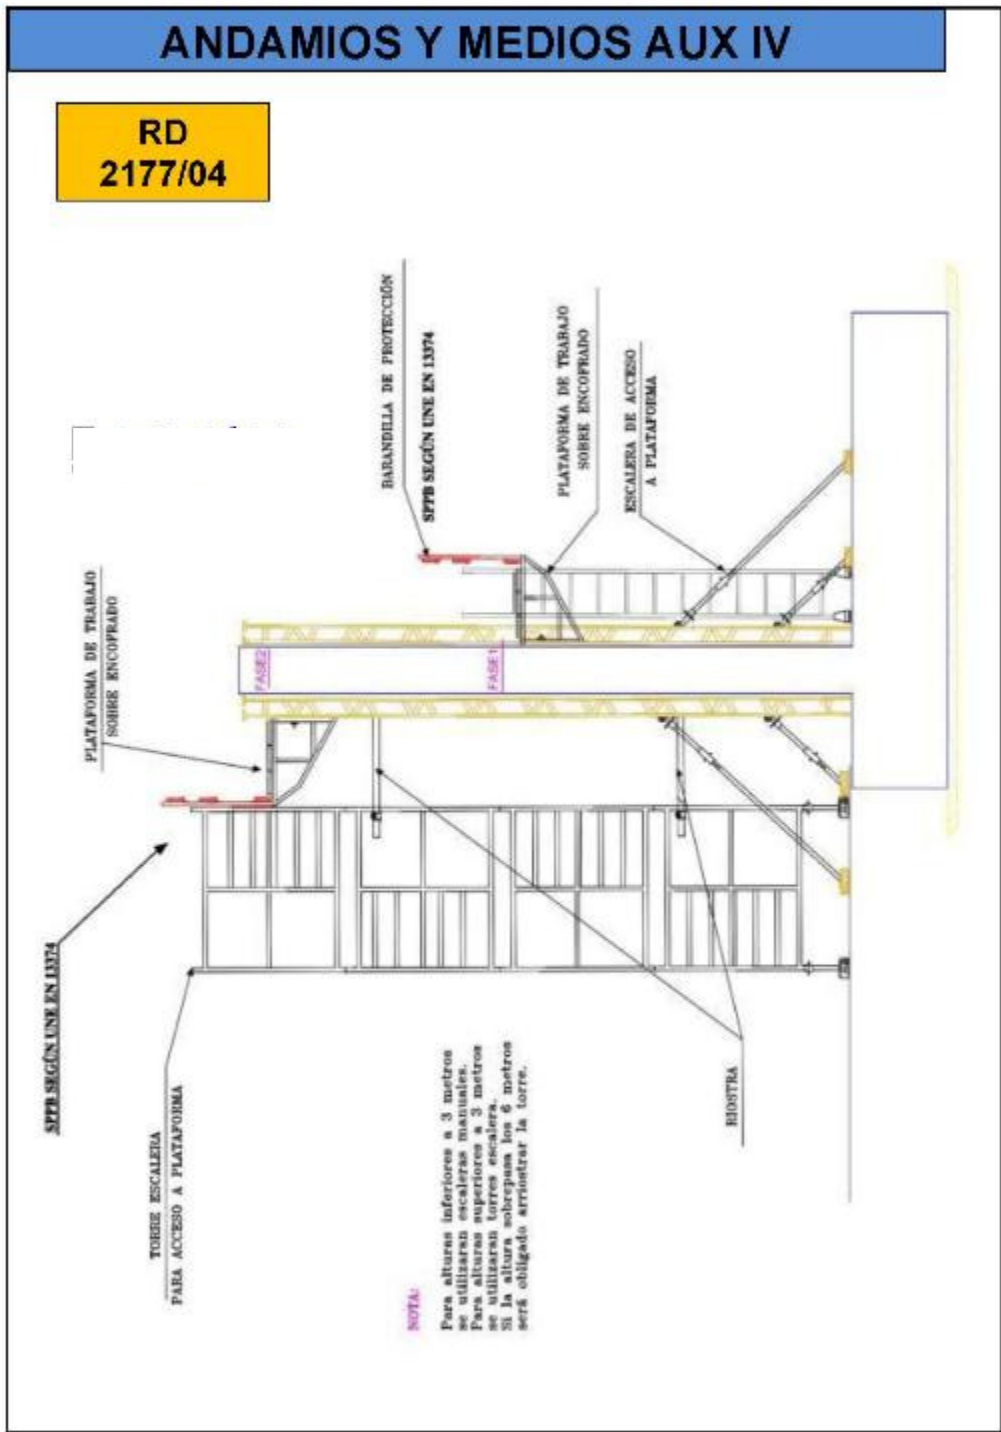 ANDAMIOS Y MEDIOS AUX IV
RD
2177/04
BARANDILLA DE PROTECCIÓN
SPPB SEGÚN UNE EN 13374
PLATAFORMA DE TRABAJO
SOBRE ENCOFRADO
ESCALERA DE ACCESO
A PLATAFORMA
PLATAFORMA DE TRABAJO
SOBRE ENCOFRADO
FASE2
FASE1
SPPB SEGÚN UNE EN 13374
TORRE ESCALERA
PARA ACCESO A PLATAFORMA
RIOSTRA
NOTA:
Para alturas inferiores a 3 metros
se utilizaran escaleras manuales.
Para alturas superiores a 3 metros
se utilizaran torres escalera.
Si la altura sobrepasa los 6 metros
será obligado arriostrar la torre.